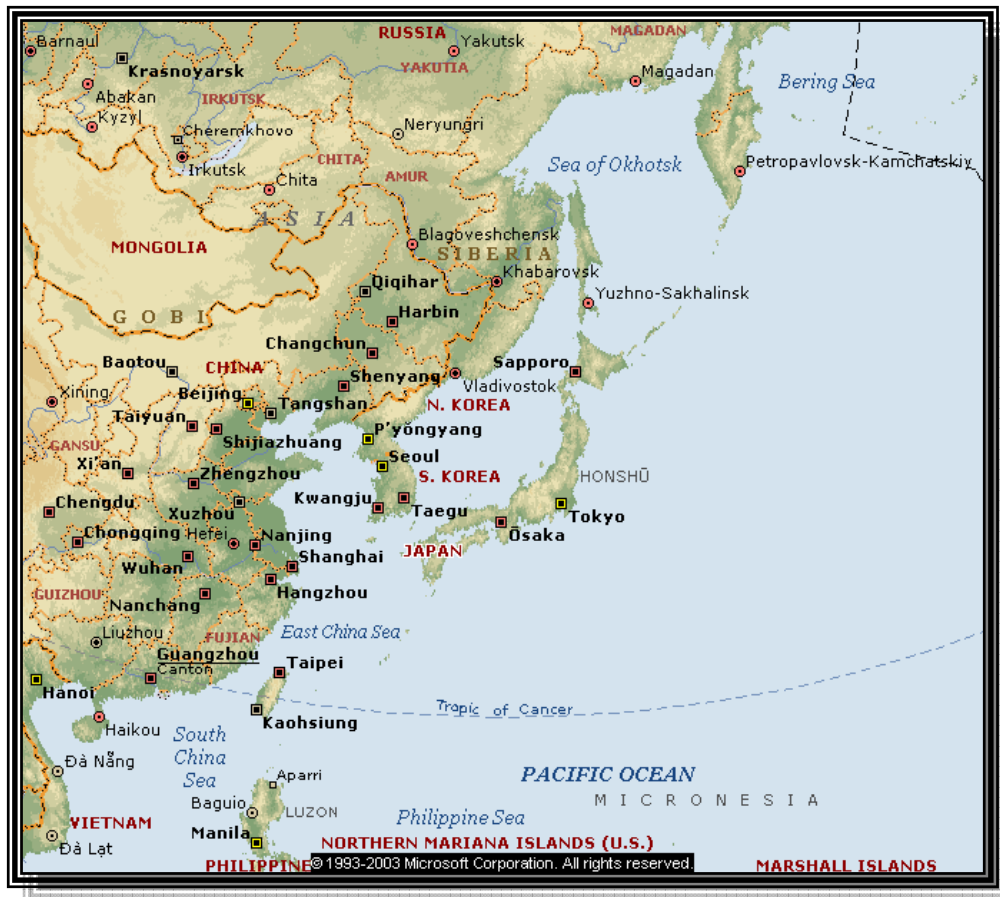 RUSSIA
MAGADAN
Barnaul
Yakutsk
Krasnoyarsk
YAKUTIA
Magadan
Bering Sea
Abakan
IRKUTSK
Kyzyl
Cheremkhovo
Neryungri
Irkutsk
CHITA
Sea of Okhotsk
Petropavlovsk-Kamchatskiy
Chita
AMUR
ASIA
Blagoveshchensk
MONGOLIA
SIBERIA
Khabarovsk
Qiqihar
Yuzhno-Sakhalinsk
GOBI
Harbin
Changchun
Baotou
CHINA
Sapporo
Shenyang
Vladivostok
Xining
Beijing
Tangshan
N. KOREA
Taiyuan
P'yŏngyang
Shijiazhuang
GANSU
Seoul
Xi'an
Zhengzhou
S. KOREA
HONSHŪ
Kwangju
Chengdu
Xuzhou
Taegu
Tokyo
Chongqing
Hefei
Nanjing
Ōsaka
Shanghai
JAPAN
Wuhan
Hangzhou
GUIZHOU
Nanchang
Liuzhou
FUJIAN
East China Sea
Guangzhou
Canton
Taipei
Hanoi
Tropic of Cancer
Kaohsiung
Haikou
South
China
Sea
Đà Nẵng
Aparri
PACIFIC OCEAN
MICRONESIA
Baguio
LUZON
Philippine Sea
VIETNAM
Manila
Đà Lạt
NORTHERN MARIANA ISLANDS (U.S.)
PHILIPPINE
© 1993-2003 Microsoft Corporation. All rights reserved.
MARSHALL ISLANDS